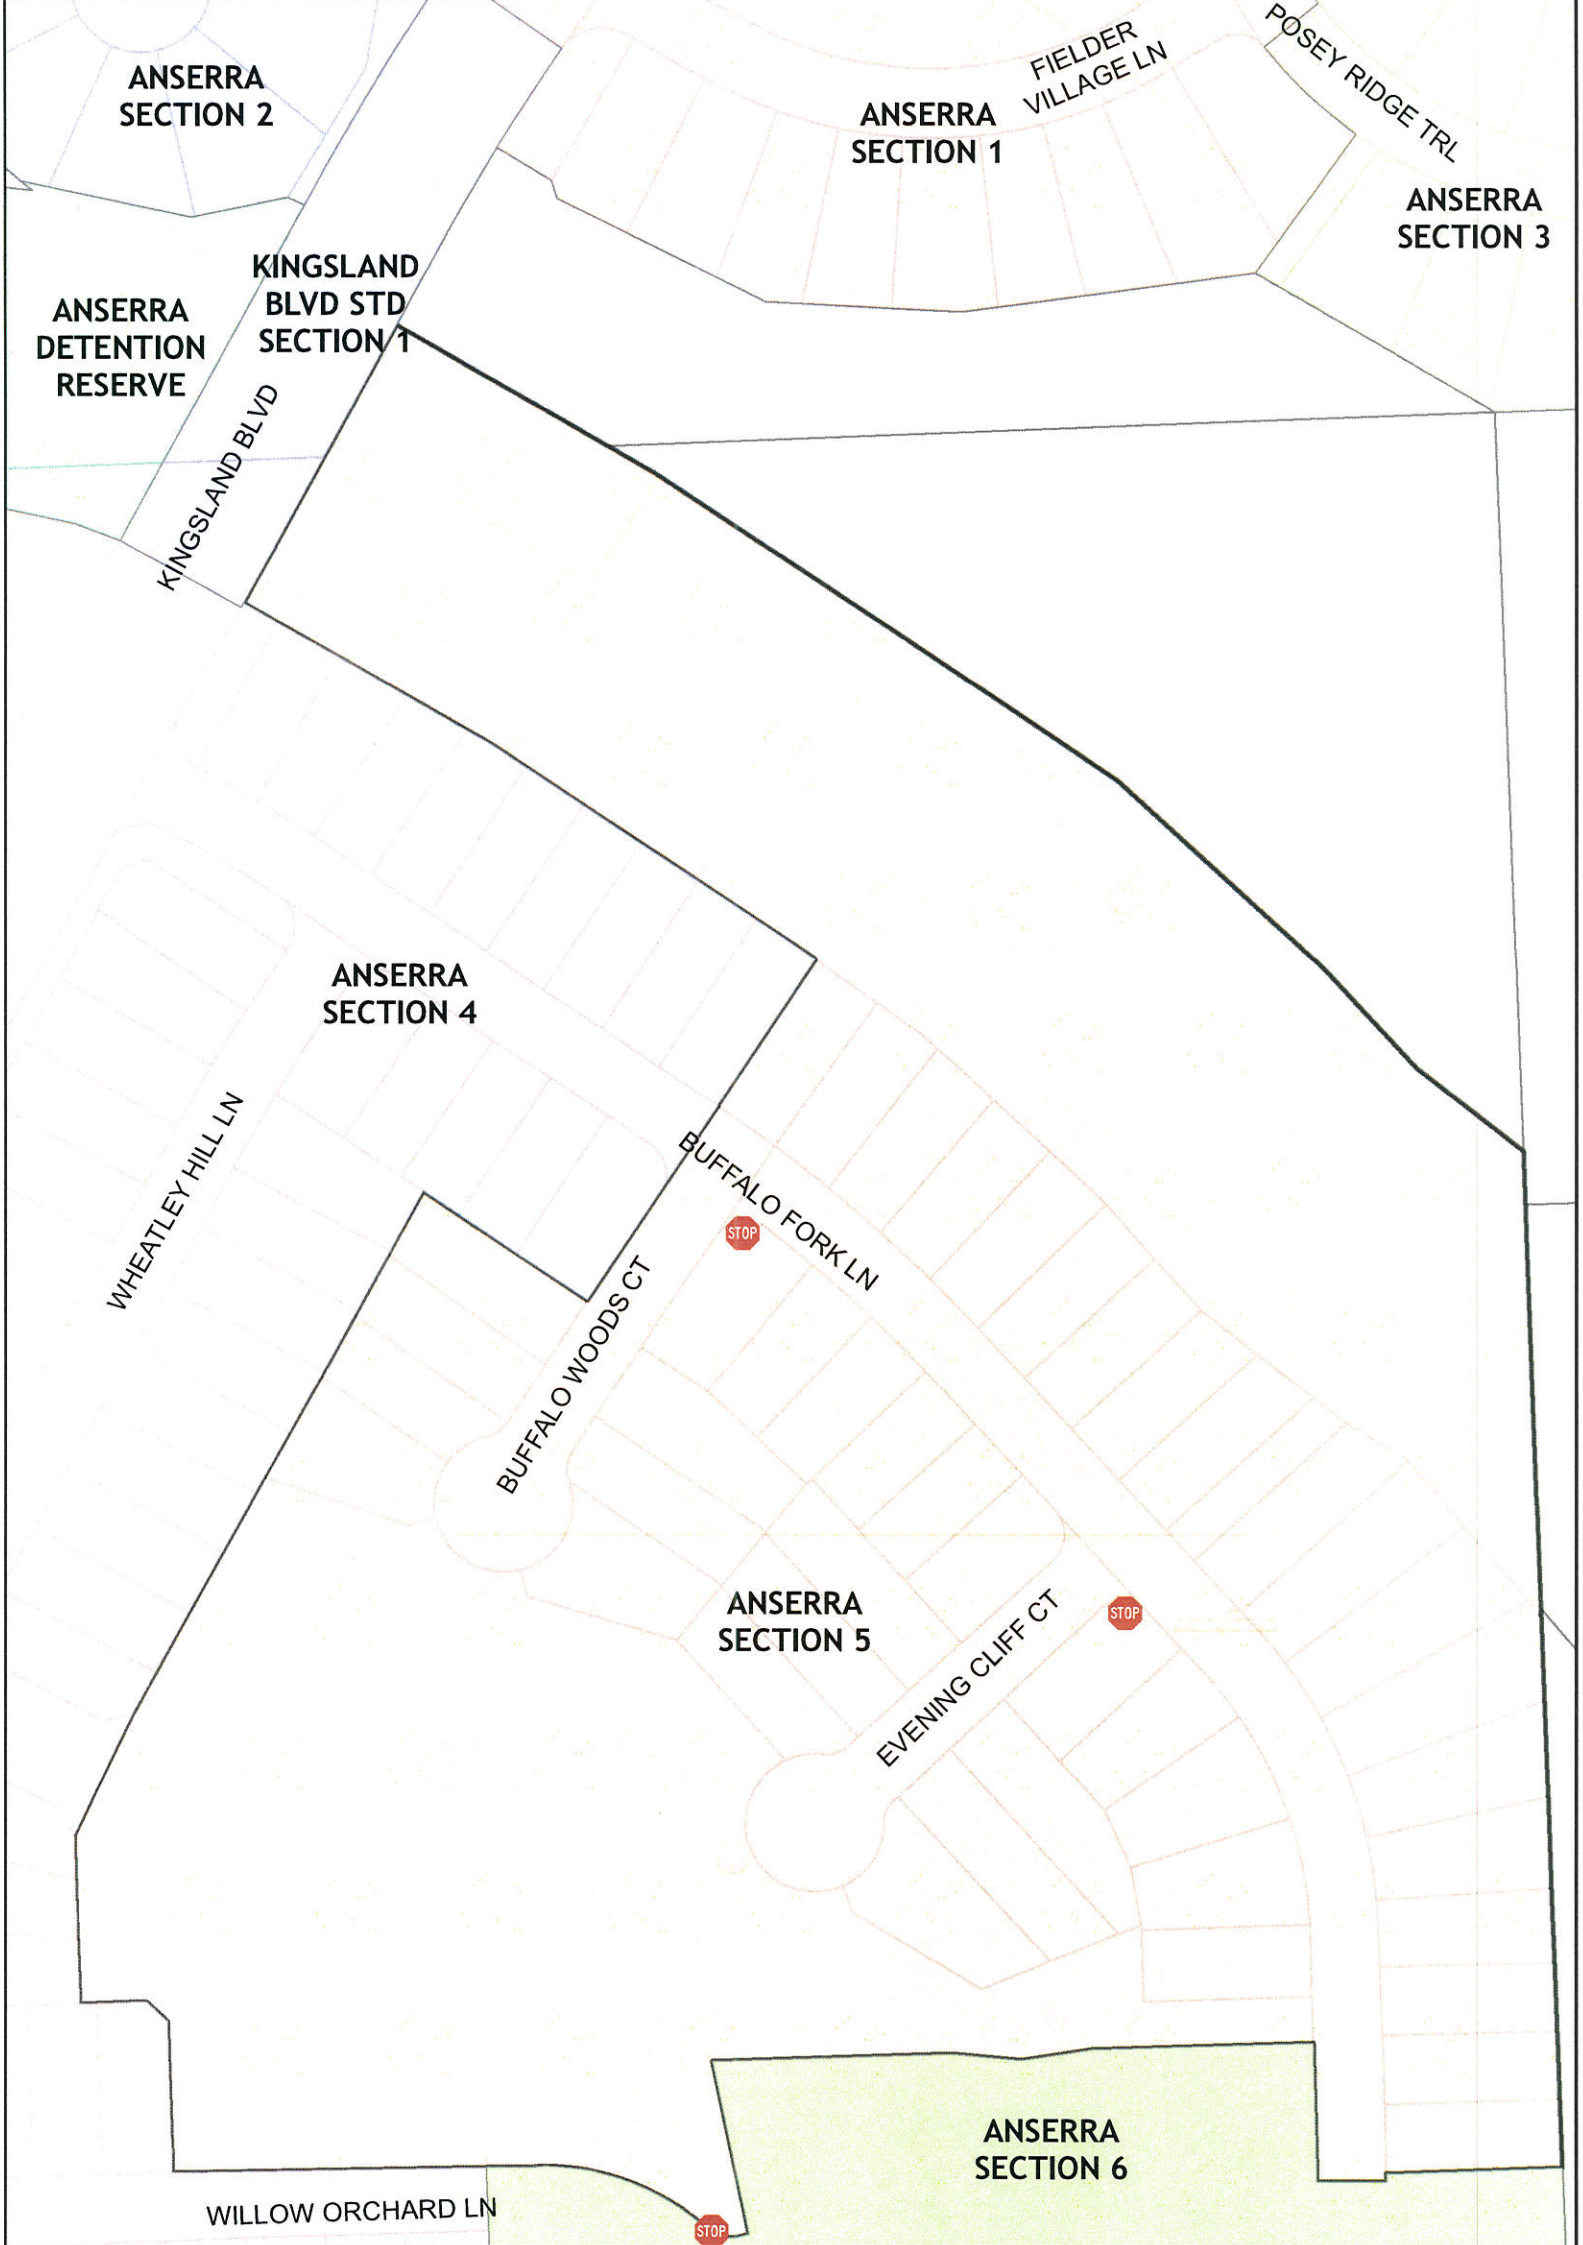 ANSERRA
SECTION 2
FIELDER
VILLAGE LN
POSEY RIDGE TRL
ANSERRA
SECTION 1
ANSERRA
SECTION 3
KINGSLAND
BLVD STD
SECTION 1
ANSERRA
DETENTION
RESERVE
KINGSLAND BLVD
ANSERRA
SECTION 4
WHEATLEY HILL LN
BUFFALO FORK LN
STOP
BUFFALO WOODS CT
ANSERRA
SECTION 5
STOP
EVENING CLIFF CT
ANSERRA
SECTION 6
WILLOW ORCHARD LN
STOP